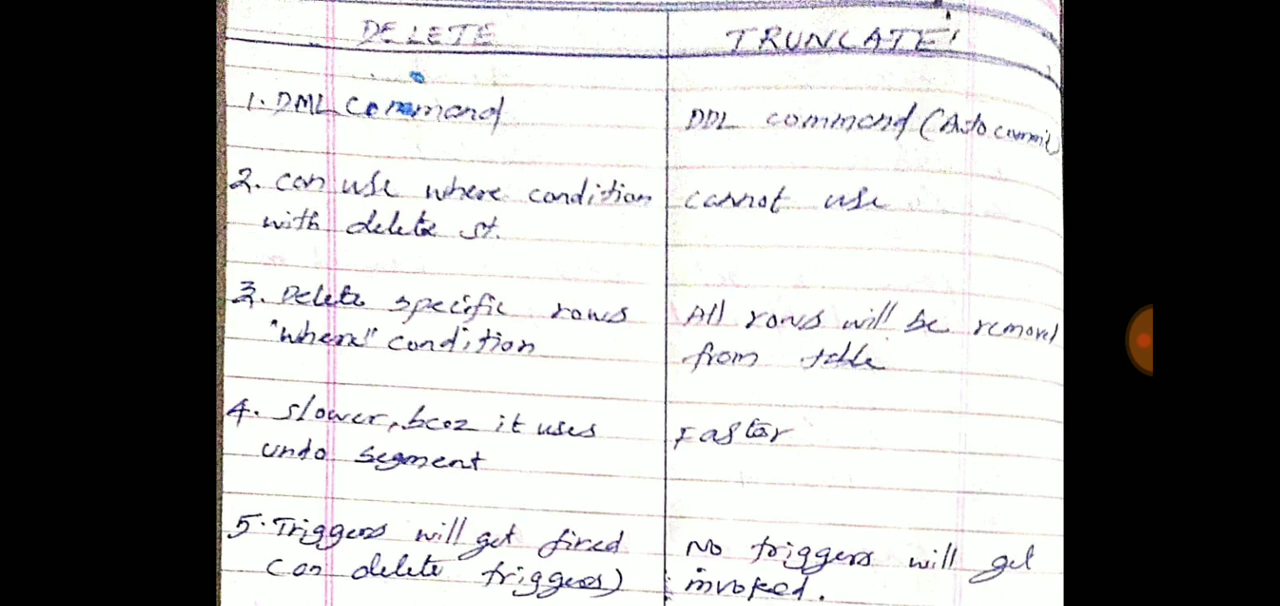 DELETE
TRUNCATE
1. DML Command
DDL command (Auto commit)
2. can use where condition
with delete st.
cannot use
3. Delete specific rows
"where" condition
All rows will be removed
from table
4. slower, bcoz it uses
undo segment
Faster
5. Triggers will get fired
(on delete triggers)
No triggers will get
invoked.